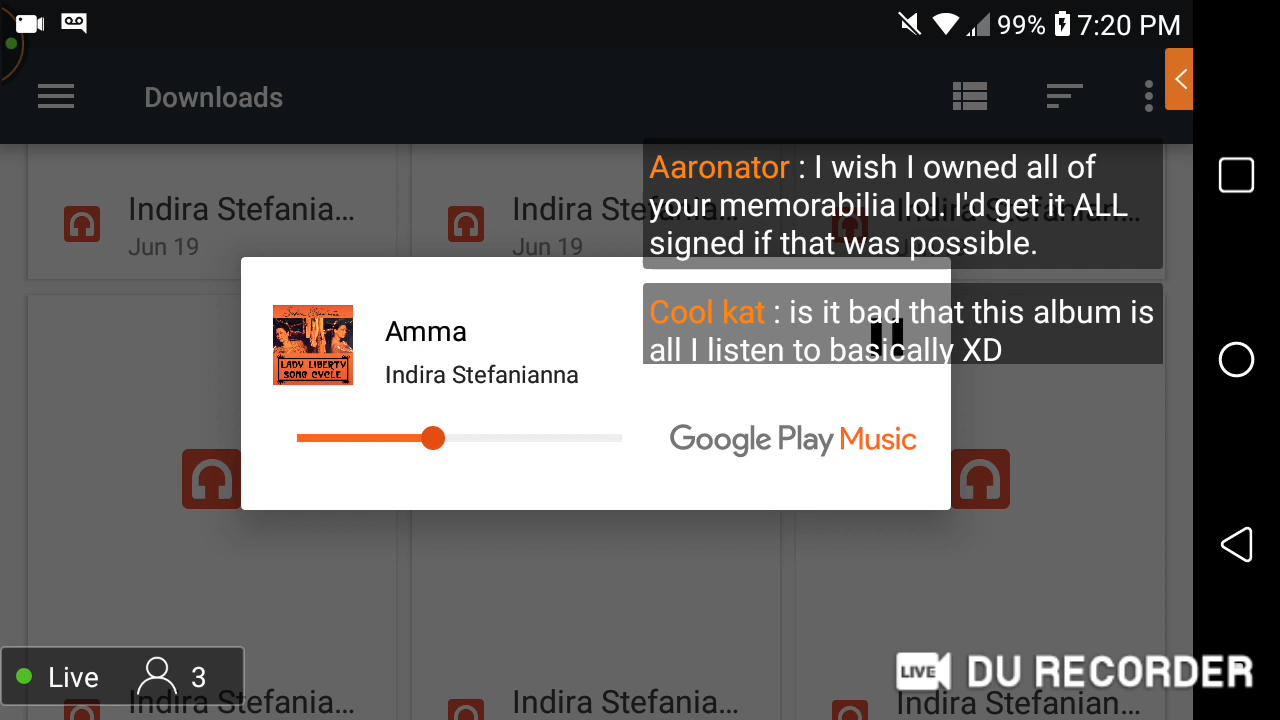 99% 7:20 PM
Downloads
Indira Stefania...
Jun 19
Indira Stefania...
Jun 19
Aaronator : I wish I owned all of
your memorabilia lol. I'd get it ALL
signed if that was possible.
Cool kat : is it bad that this album is
all I listen to basically XD
Amma
Indira Stefanianna
LADY LIBERTY
SONG CYCLE
Google Play Music
Live 3
Indira Stefania...
Indira Stefania...
Indira Stefanian...
LIVE DU RECORDER